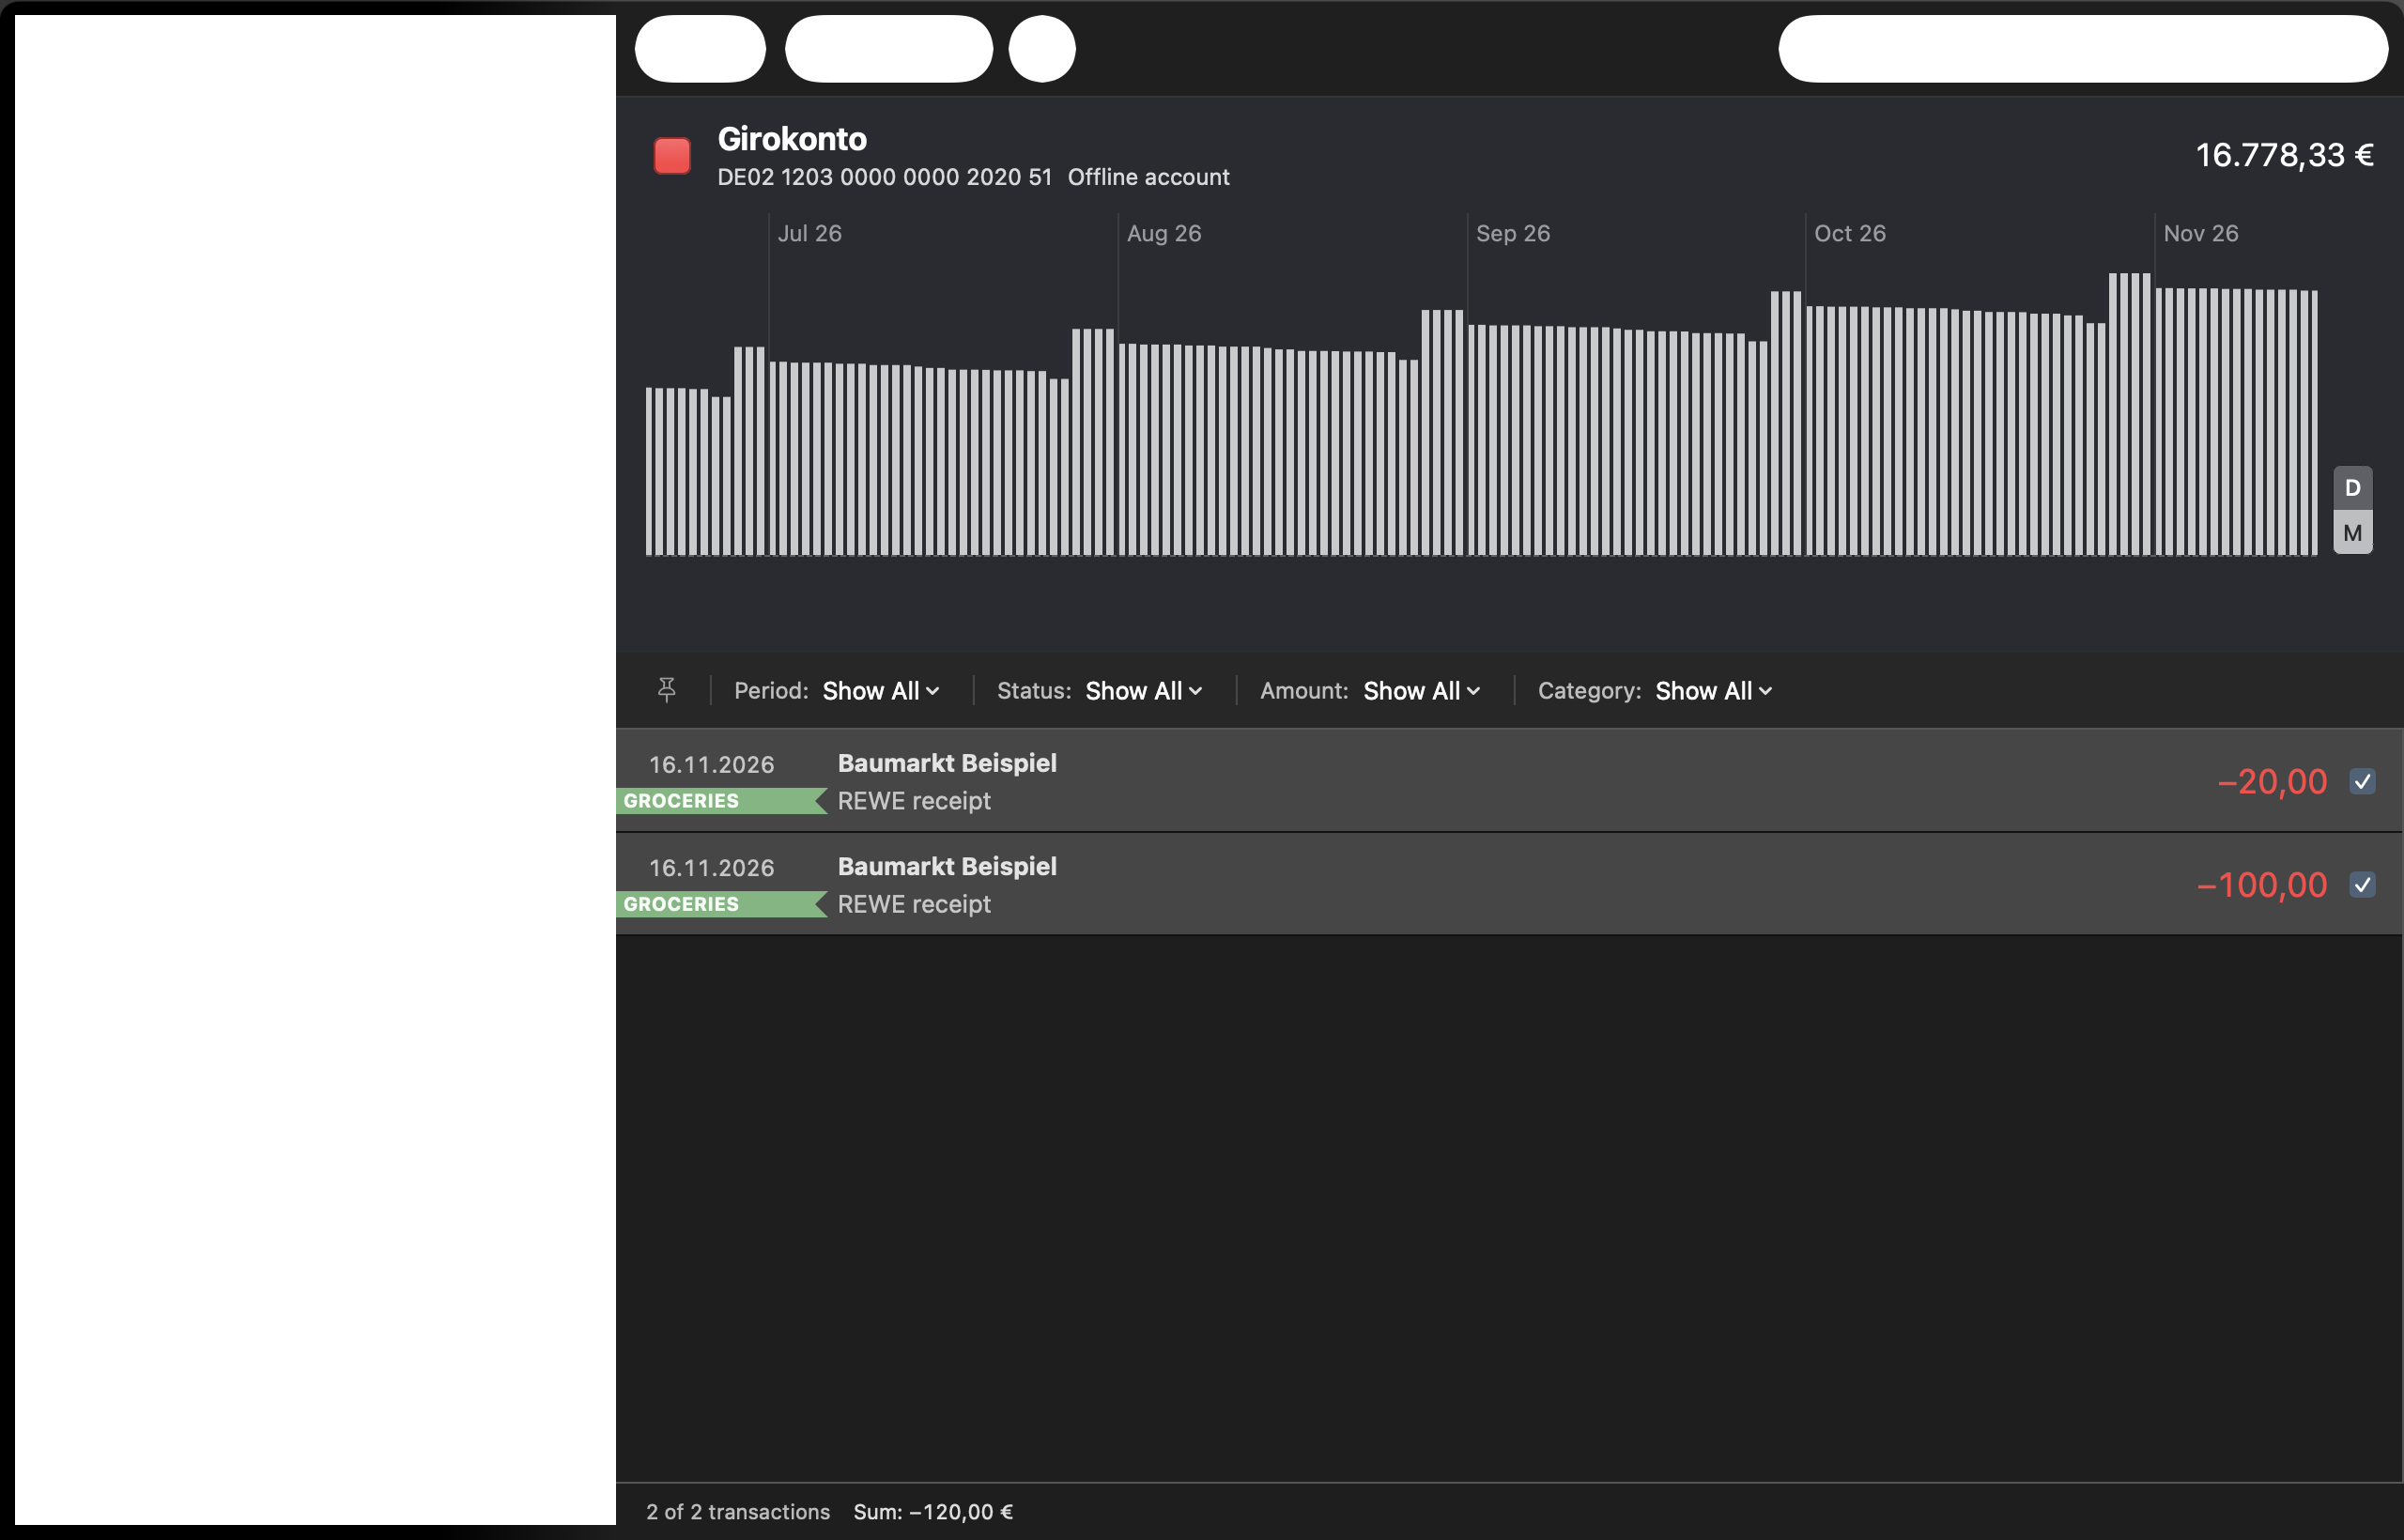 Girokonto
16.778,33 €
DE02 1203 0000 0000 2020 51 Offline account
Jul 26
Aug 26
Sep 26
Oct 26
Nov 26
D
M
Period: Show All
Status: Show All
Amount: Show All
Category: Show All
16.11.2026
Baumarkt Beispiel
–20,00
GROCERIES
REWE receipt
16.11.2026
Baumarkt Beispiel
–100,00
GROCERIES
REWE receipt
2 of 2 transactions Sum: –120,00 €